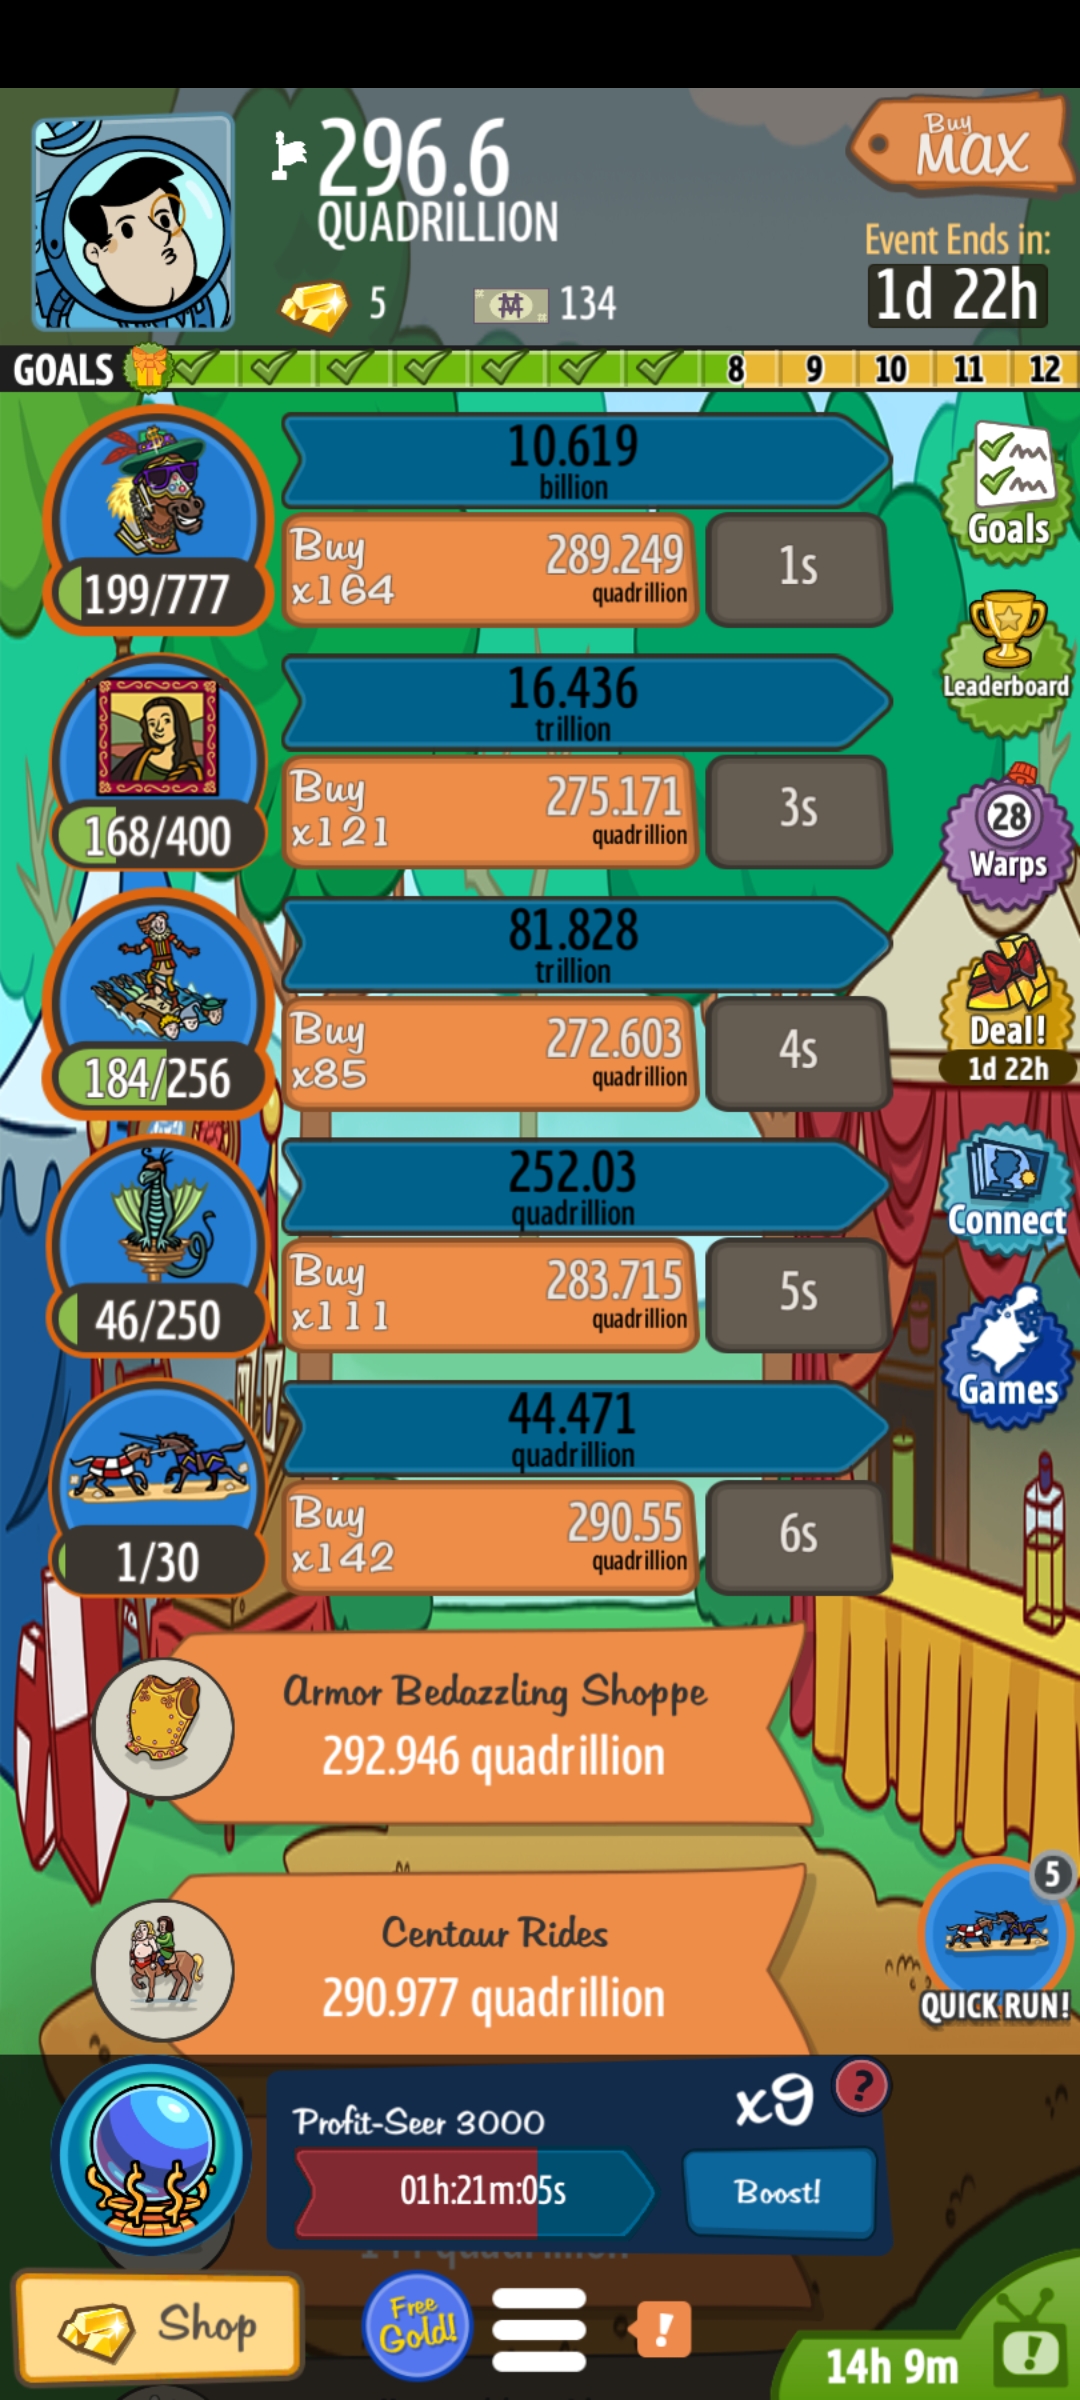 296.6
QUADRILLION
5
134
Buy
MAX
Event Ends in:
1d 22h
GOALS
8 9 10 11 12
10.619
billion
199/777
Buy
x164
289.249
quadrillion
1s
Goals
16.436
trillion
Leaderboard
168/400
Buy
x121
275.171
quadrillion
3s
28
Warps
81.828
trillion
184/256
Buy
x85
272.603
quadrillion
4s
Deal!
1d 22h
252.03
quadrillion
46/250
Buy
x111
283.715
quadrillion
5s
Connect
44.471
quadrillion
1/30
Buy
x142
290.55
quadrillion
6s
Games
Armor Bedazzling Shoppe
292.946 quadrillion
Centaur Rides
290.977 quadrillion
5
QUICK RUN!
Profit-Seer 3000
x9
?
01h:21m:05s
Boost!
Shop
Free
Gold!
!
14h 9m
!